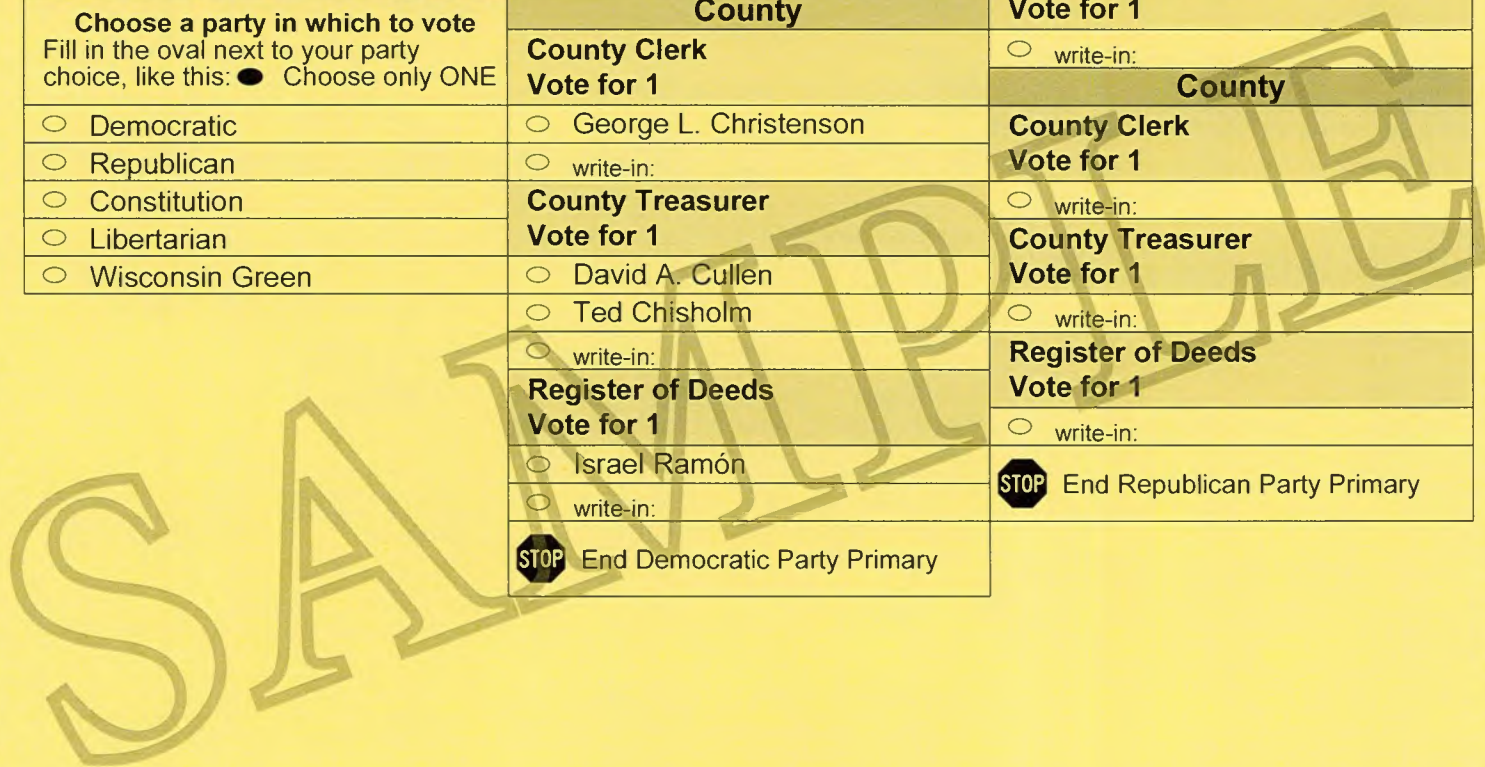 Choose a party in which to vote
Fill in the oval next to your party
choice, like this: Choose only ONE
Democratic
Republican
Constitution
Libertarian
Wisconsin Green
County
County Clerk
Vote for 1
George L. Christenson
write-in:
County Treasurer
Vote for 1
David A. Cullen
Ted Chisholm
write-in:
Register of Deeds
Vote for 1
Israel Ramón
write-in:
STOP End Democratic Party Primary
Vote for 1
write-in:
County
County Clerk
Vote for 1
write-in:
County Treasurer
Vote for 1
write-in:
Register of Deeds
Vote for 1
write-in:
STOP End Republican Party Primary
SAMPLE